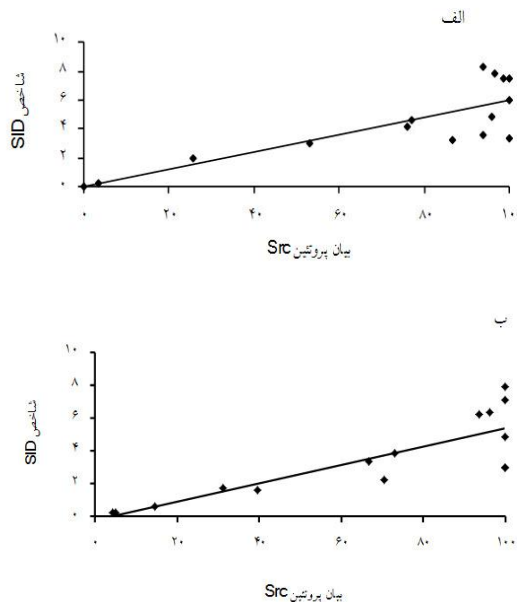 الف
شاخص SID
۱۰
۸
۶
۴
۲
۰
۰ ۲۰ ۴۰ ۶۰ ۸۰ ۱۰۰
بیان پروتئین Src
ب
شاخص SID
۱۰
۸
۶
۴
۲
۰
۰ ۲۰ ۴۰ ۶۰ ۸۰ ۱۰۰
بیان پروتئین Src